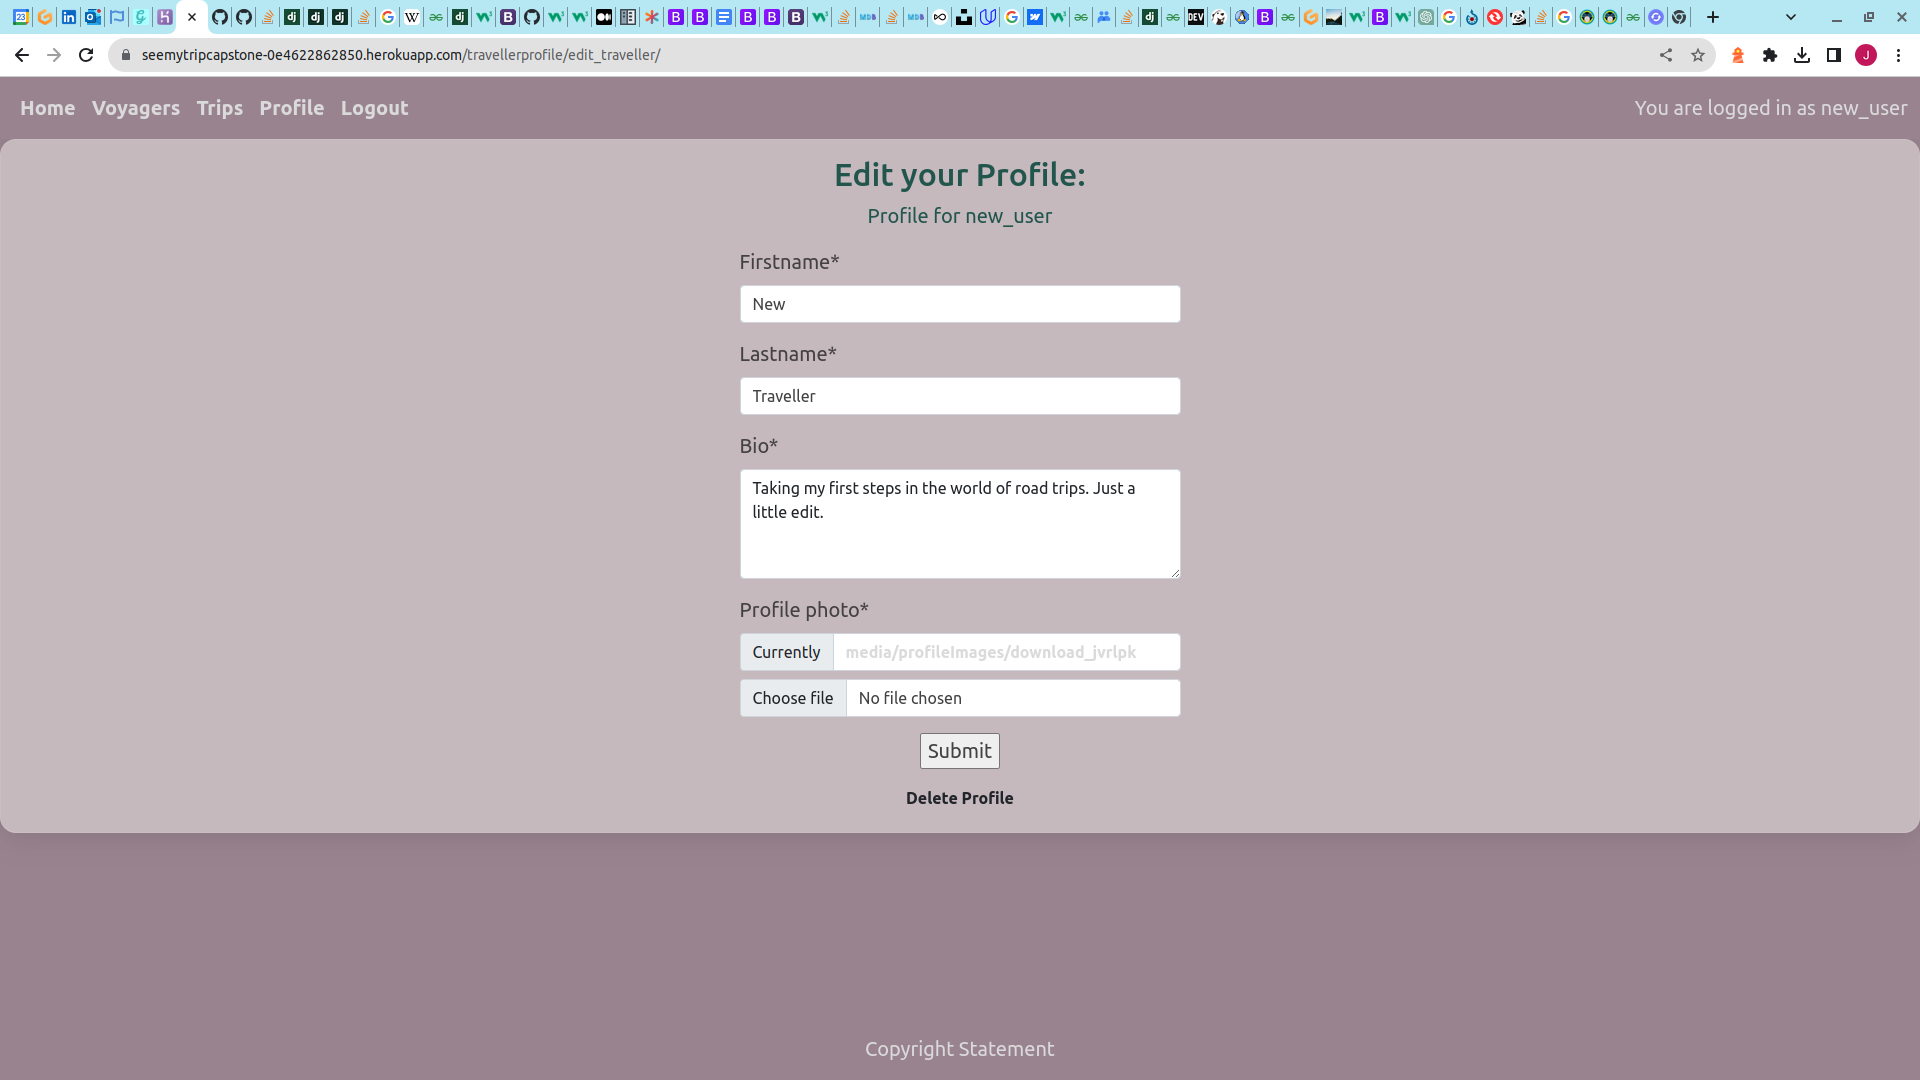 seemytripcapstone-0e4622862850.herokuapp.com/travellerprofile/edit_traveller/
J
Home Voyagers Trips Profile Logout
You are logged in as new_user
Edit your Profile:
Profile for new_user
Firstname*
New
Lastname*
Traveller
Bio*
Taking my first steps in the world of road trips. Just a
little edit.
Profile photo*
Currently media/profileImages/download_jvrlpk
Choose file No file chosen
Submit
Delete Profile
Copyright Statement